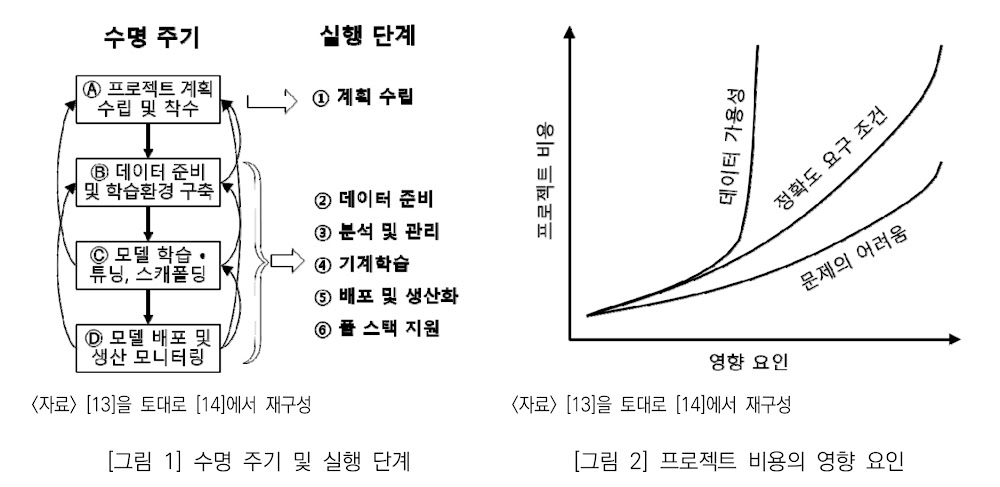 수명 주기
실행 단계
Ⓐ 프로젝트 계획
수립 및 착수
Ⓑ 데이터 준비
및 학습환경 구축
Ⓒ 모델 학습·
튜닝, 스캐폴딩
Ⓓ 모델 배포 및
생산 모니터링
① 계획 수립
② 데이터 준비
③ 분석 및 관리
④ 기계학습
⑤ 배포 및 생산화
⑥ 풀 스택 지원
〈자료〉 [13]을 토대로 [14]에서 재구성
[그림 1] 수명 주기 및 실행 단계
프로젝트 비용
데이터 가용성
정확도 요구 조건
문제의 어려움
영향 요인
〈자료〉 [13]을 토대로 [14]에서 재구성
[그림 2] 프로젝트 비용의 영향 요인